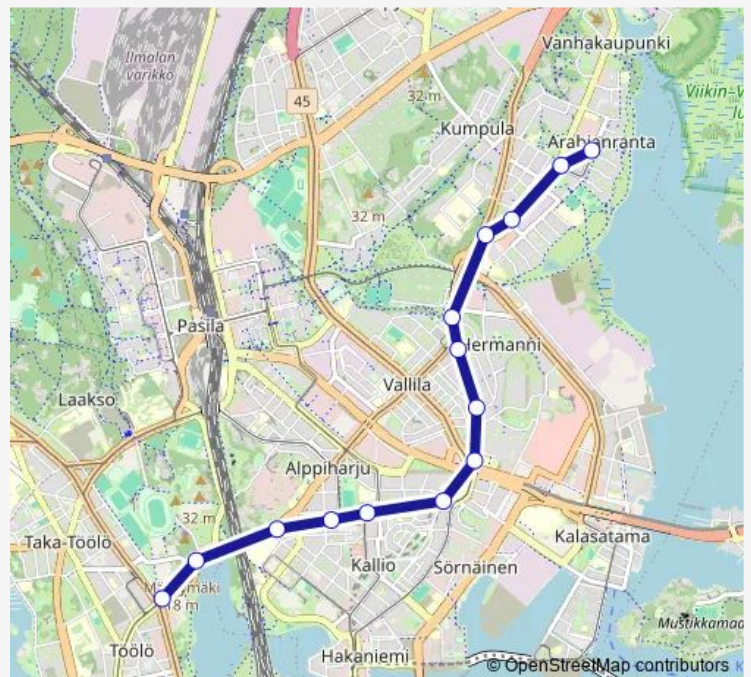 Ilmalan
varikko
Vanhakaupunki
45
32 m
Viikin-V
Kumpula
Arabianranta
32 m
Pasila
Hermanni
Vallila
Laakso
Alppiharju
32 m
Taka-Töölö
Kalasatama
Kallio
Sörnäinen
8 m
Mustikkamaa
Töölö
Hakaniemi
© OpenStreetMap contributors